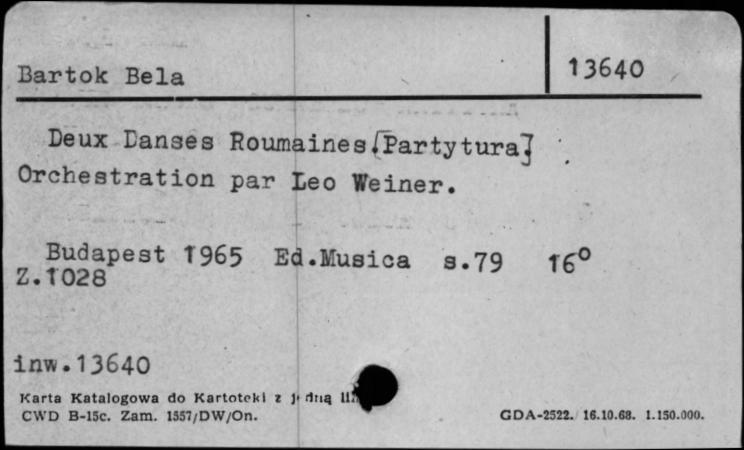 Bartok Bela 13640
Deux Danses Roumaines.[Partytura]
Orchestration par Leo Weiner.
Budapest 1965 Ed.Musica s.79 16°
Z.1028
inw.13640
Karta Katalogowa do Kartoteki z
CWD B-15c. Zam. 1557/DW/On. GDA-2522. 16.10.68. 1.150.000.